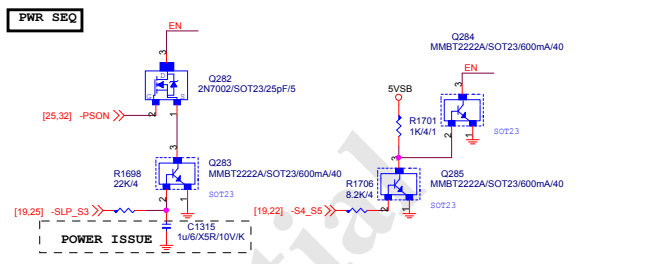 PWR SEQ
EN
3
D
G
S
Q282
2N7002/SOT23/25pF/5
[25,32] -PSON
2
1
3
Q283
MMBT2222A/SOT23/600mA/40
SOT23
R1698
22K/4
2
1
[19,25] -SLP_S3
C1315
1u/6/X5R/10V/K
POWER ISSUE
Q284
MMBT2222A/SOT23/600mA/40
EN
3
5VSB
R1701
1K/4/1
2
1
SOT23
3
Q285
MMBT2222A/SOT23/600mA/40
SOT23
R1706
8.2K/4
[19,22] -S4_S5
2
1